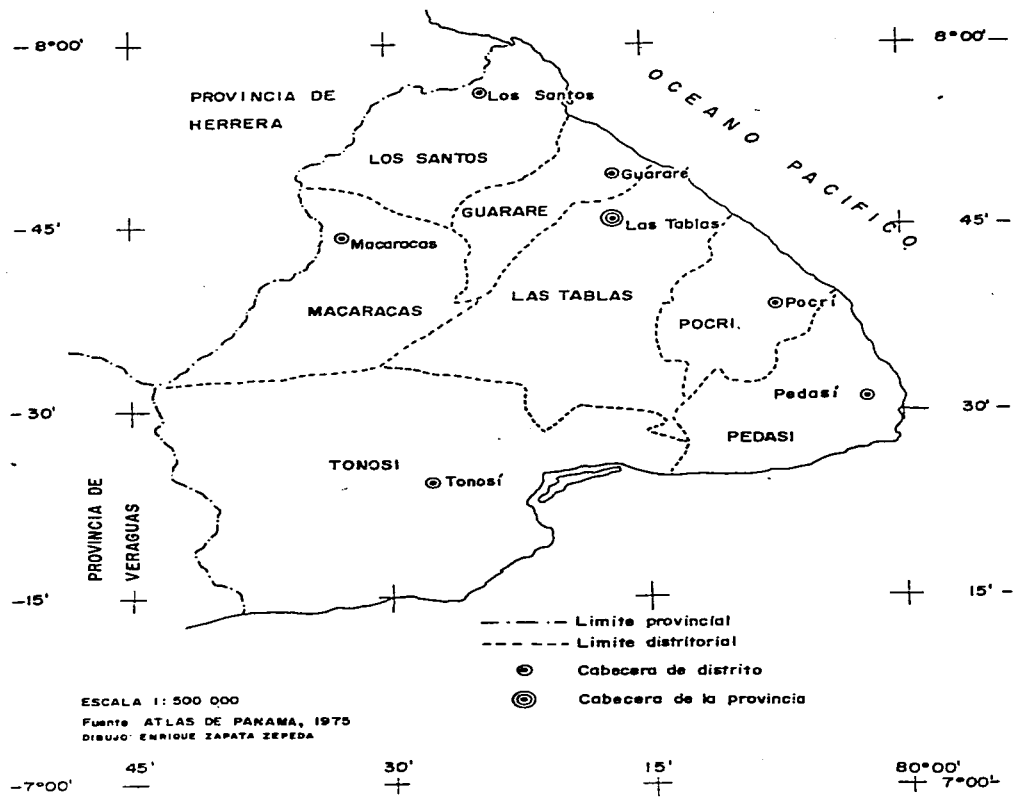 8°00'
8°00'
OCEANO PACIFICO
PROVINCIA DE
HERRERA
Los Santos
LOS SANTOS
Guararé
GUARARE
Las Tablas
45'
45'
Macaracas
MACARACAS
LAS TABLAS
Pocrí
POCRI.
30'
30'
Pedasí
PEDASI
TONOSI
Tonosí
PROVINCIA DE
VERAGUAS
15'
15'
Limite provincial
Limite distritorial
Cabecera de distrito
Cabecera de la provincia
ESCALA 1: 500 000
Fuente ATLAS DE PANAMA, 1975
DIBUJO: ENRIQUE ZAPATA ZEPEDA
45'
30'
15'
80°00'
7°00'
7°00'